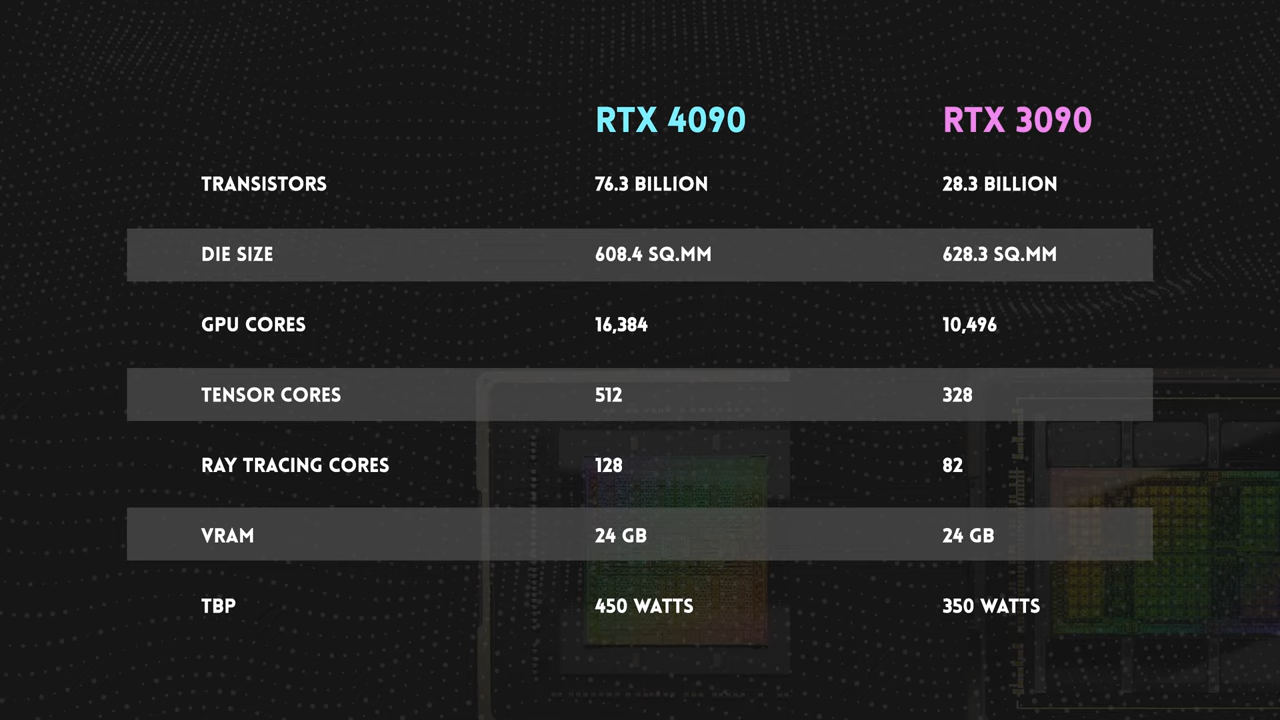 RTX 4090 RTX 3090
TRANSISTORS 76.3 BILLION 28.3 BILLION
DIE SIZE 608.4 SQ.MM 628.3 SQ.MM
GPU CORES 16,384 10,496
TENSOR CORES 512 328
RAY TRACING CORES 128 82
VRAM 24 GB 24 GB
TBP 450 WATTS 350 WATTS